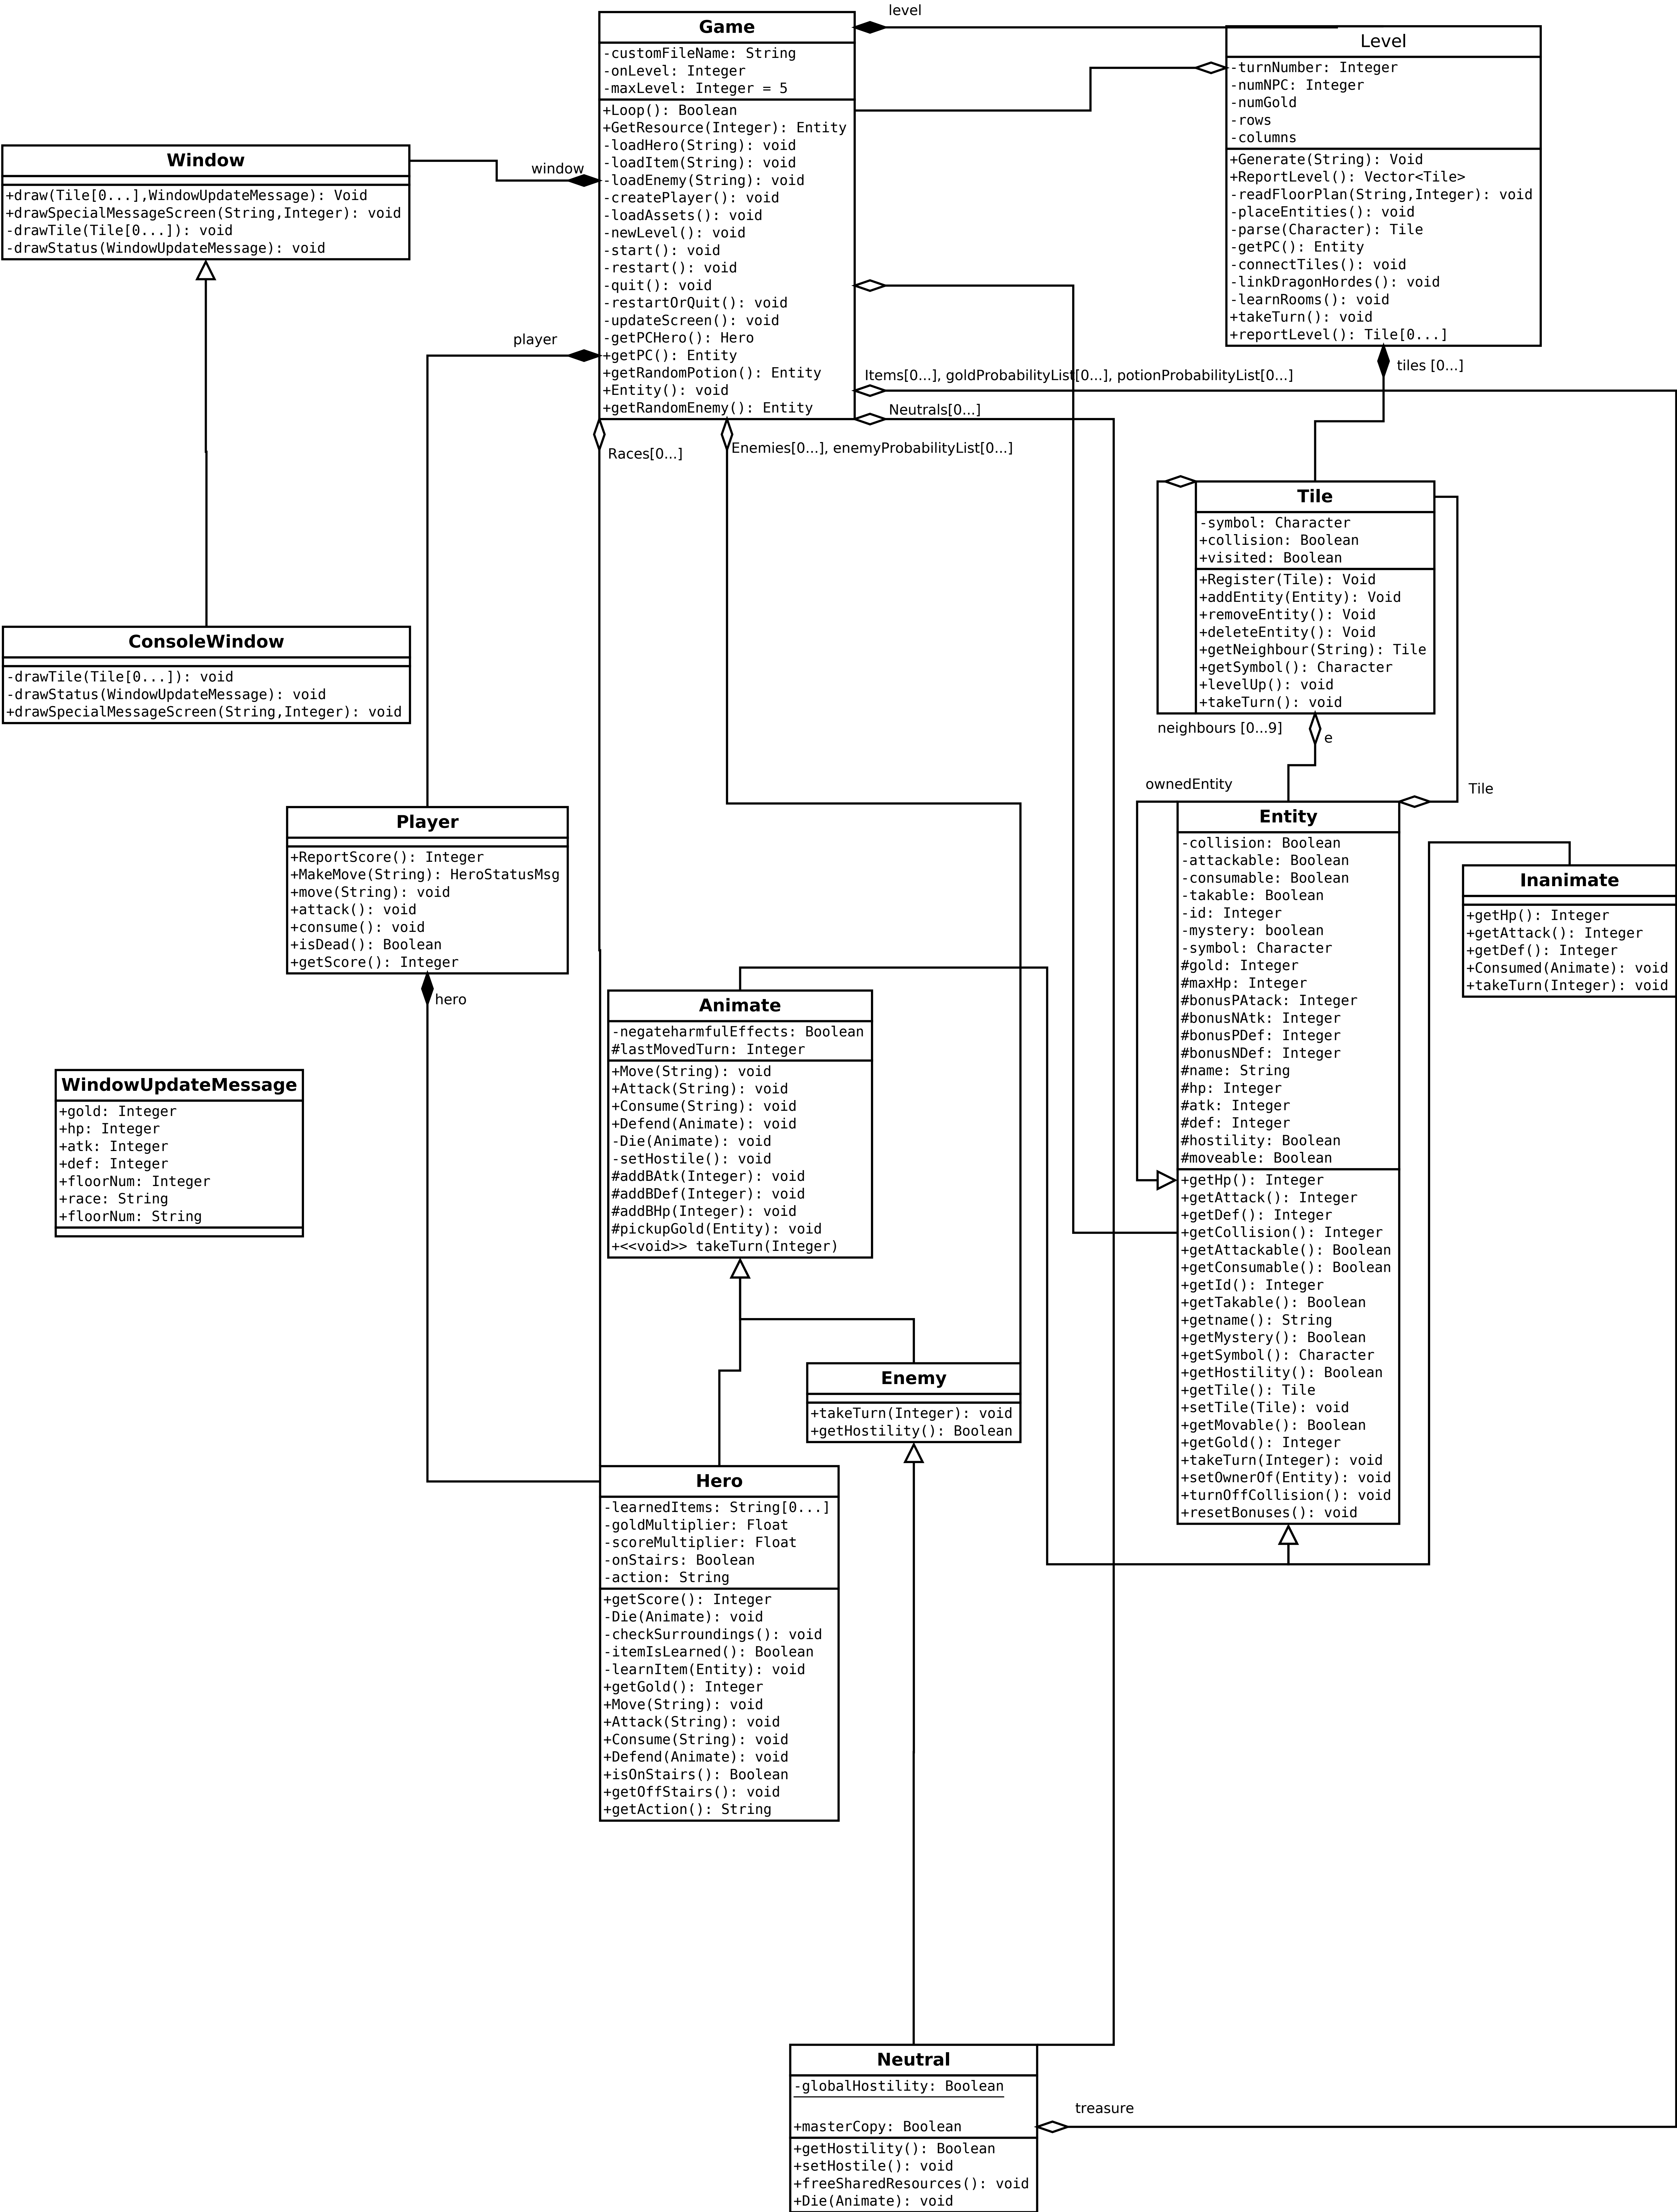 level
Game
-customFileName: String
-onLevel: Integer
-maxLevel: Integer = 5
+Loop(): Boolean
+GetResource(Integer): Entity
-loadHero(String): void
-loadItem(String): void
-loadEnemy(String): void
-createPlayer(): void
-loadAssets(): void
-newLevel(): void
-start(): void
-restart(): void
-quit(): void
-restartOrQuit(): void
-updateScreen(): void
-getPCHero(): Hero
+getPC(): Entity
+getRandomPotion(): Entity
+Entity(): void
+getRandomEnemy(): Entity
Level
-turnNumber: Integer
-numNPC: Integer
-numGold
-rows
-columns
+Generate(String): Void
+ReportLevel(): Vector<Tile>
-readFloorPlan(String,Integer): void
-placeEntities(): void
-parse(Character): Tile
-getPC(): Entity
-connectTiles(): void
-linkDragonHordes(): void
-learnRooms(): void
+takeTurn(): void
+reportLevel(): Tile[0...]
Window
+draw(Tile[0...],WindowUpdateMessage): Void
+drawSpecialMessageScreen(String,Integer): void
-drawTile(Tile[0...]): void
-drawStatus(WindowUpdateMessage): void
window
player
Items[0...], goldProbabilityList[0...], potionProbabilityList[0...]
tiles [0...]
Neutrals[0...]
Races[0...]
Enemies[0...], enemyProbabilityList[0...]
Tile
-symbol: Character
+collision: Boolean
+visited: Boolean
+Register(Tile): Void
+addEntity(Entity): Void
+removeEntity(): Void
+deleteEntity(): Void
+getNeighbour(String): Tile
+getSymbol(): Character
+levelUp(): void
+takeTurn(): void
neighbours [0...9]
e
ConsoleWindow
-drawTile(Tile[0...]): void
-drawStatus(WindowUpdateMessage): void
+drawSpecialMessageScreen(String,Integer): void
ownedEntity
Tile
Player
+ReportScore(): Integer
+MakeMove(String): HeroStatusMsg
+move(String): void
+attack(): void
+consume(): void
+isDead(): Boolean
+getScore(): Integer
hero
Entity
-collision: Boolean
-attackable: Boolean
-consumable: Boolean
-takable: Boolean
-id: Integer
-mystery: boolean
-symbol: Character
#gold: Integer
#maxHp: Integer
#bonusPAtack: Integer
#bonusNAtk: Integer
#bonusPDef: Integer
#bonusNDef: Integer
#name: String
#hp: Integer
#atk: Integer
#def: Integer
#hostility: Boolean
#moveable: Boolean
+getHp(): Integer
+getAttack(): Integer
+getDef(): Integer
+getCollision(): Integer
+getAttackable(): Boolean
+getConsumable(): Boolean
+getId(): Integer
+getTakable(): Boolean
+getname(): String
+getMystery(): Boolean
+getSymbol(): Character
+getHostility(): Boolean
+getTile(): Tile
+setTile(Tile): void
+getMovable(): Boolean
+getGold(): Integer
+takeTurn(Integer): void
+setOwnerOf(Entity): void
+turnOffCollision(): void
+resetBonuses(): void
Inanimate
+getHp(): Integer
+getAttack(): Integer
+getDef(): Integer
+Consumed(Animate): void
+takeTurn(Integer): void
Animate
-negateharmfulEffects: Boolean
#lastMovedTurn: Integer
+Move(String): void
+Attack(String): void
+Consume(String): void
+Defend(Animate): void
-Die(Animate): void
-setHostile(): void
#addBAtk(Integer): void
#addBDef(Integer): void
#addBHp(Integer): void
#pickupGold(Entity): void
+<<void>> takeTurn(Integer)
WindowUpdateMessage
+gold: Integer
+hp: Integer
+atk: Integer
+def: Integer
+floorNum: Integer
+race: String
+floorNum: String
Enemy
+takeTurn(Integer): void
+getHostility(): Boolean
Hero
-learnedItems: String[0...]
-goldMultiplier: Float
-scoreMultiplier: Float
-onStairs: Boolean
-action: String
+getScore(): Integer
-Die(Animate): void
-checkSurroundings(): void
-itemIsLearned(): Boolean
-learnItem(Entity): void
+getGold(): Integer
+Move(String): void
+Attack(String): void
+Consume(String): void
+Defend(Animate): void
+isOnStairs(): Boolean
+getOffStairs(): void
+getAction(): String
Neutral
-globalHostility: Boolean
+masterCopy: Boolean
+getHostility(): Boolean
+setHostile(): void
+freeSharedResources(): void
+Die(Animate): void
treasure